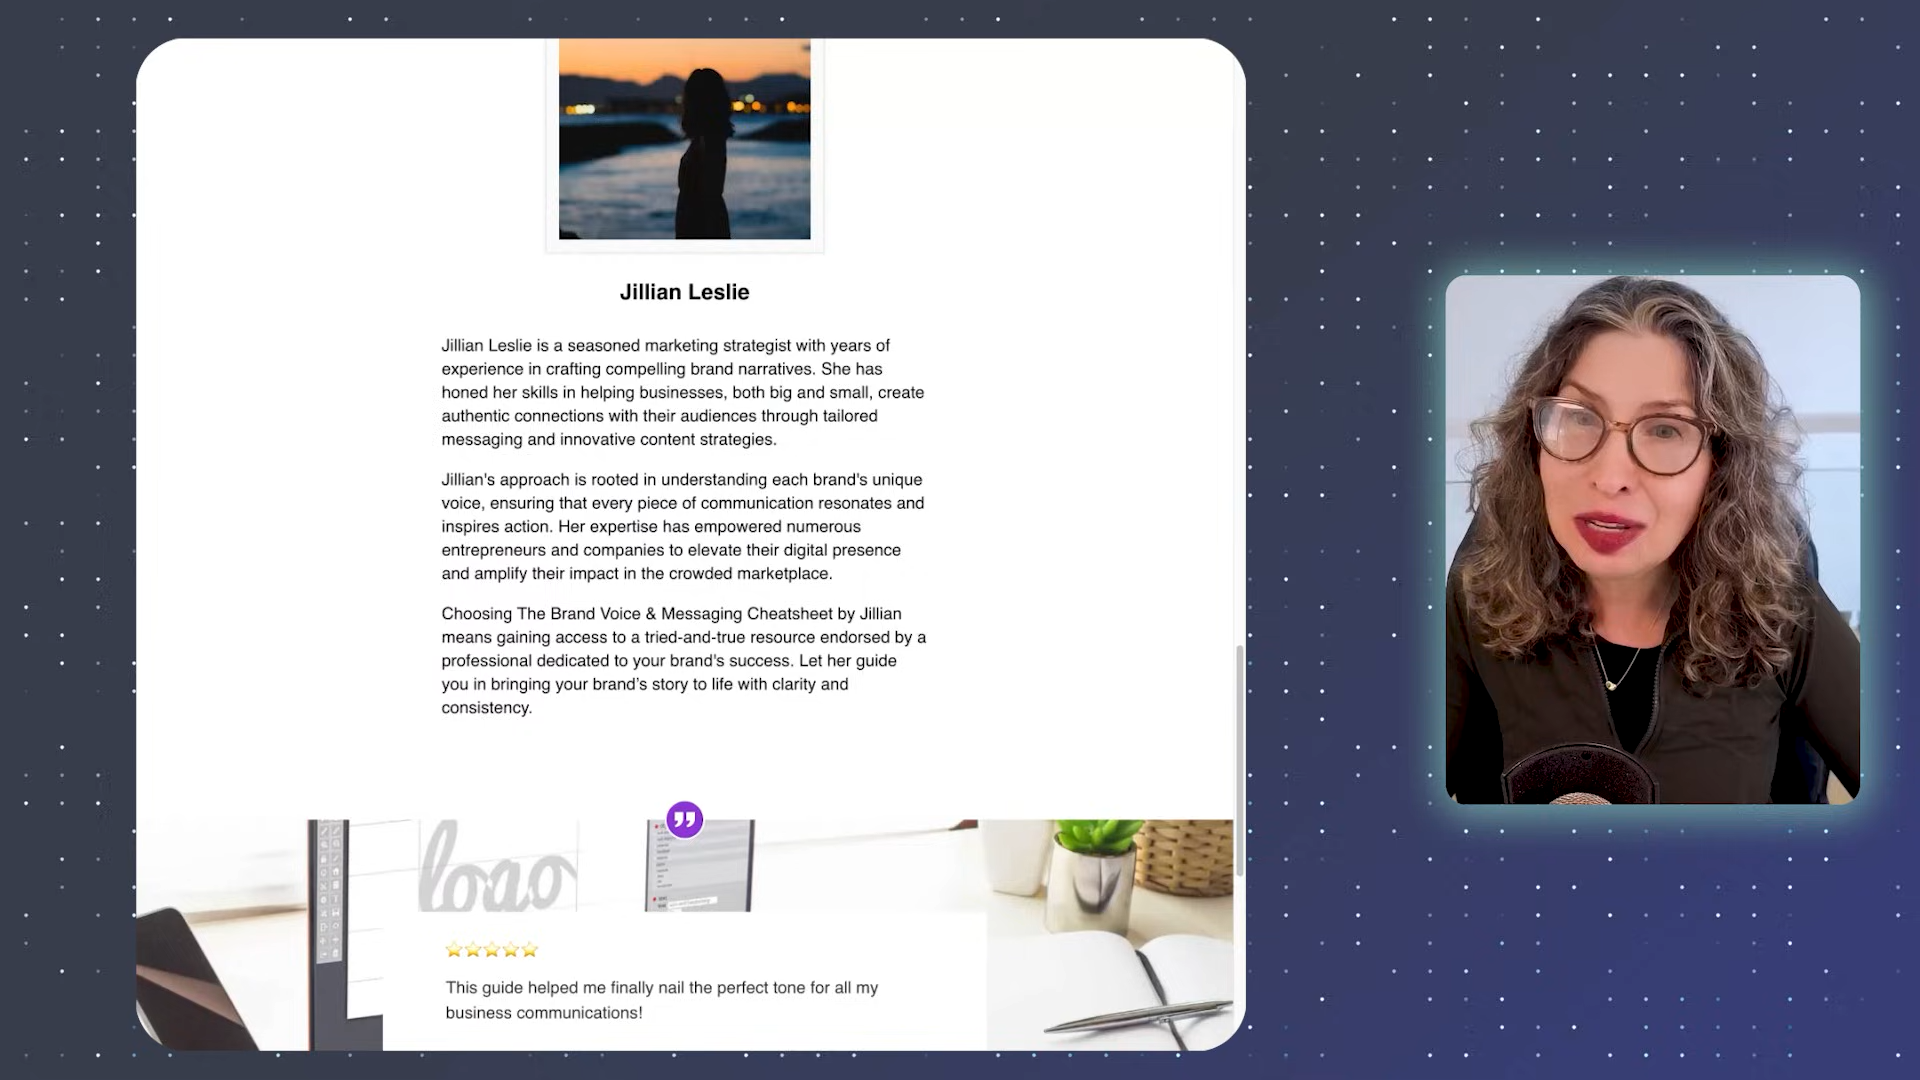 Jillian Leslie
Jillian Leslie is a seasoned marketing strategist with years of
experience in crafting compelling brand narratives. She has
honed her skills in helping businesses, both big and small, create
authentic connections with their audiences through tailored
messaging and innovative content strategies.
Jillian's approach is rooted in understanding each brand's unique
voice, ensuring that every piece of communication resonates and
inspires action. Her expertise has empowered numerous
entrepreneurs and companies to elevate their digital presence
and amplify their impact in the crowded marketplace.
Choosing The Brand Voice & Messaging Cheatsheet by Jillian
means gaining access to a tried-and-true resource endorsed by a
professional dedicated to your brand's success. Let her guide
you in bringing your brand's story to life with clarity and
consistency.
logo
This guide helped me finally nail the perfect tone for all my
business communications!